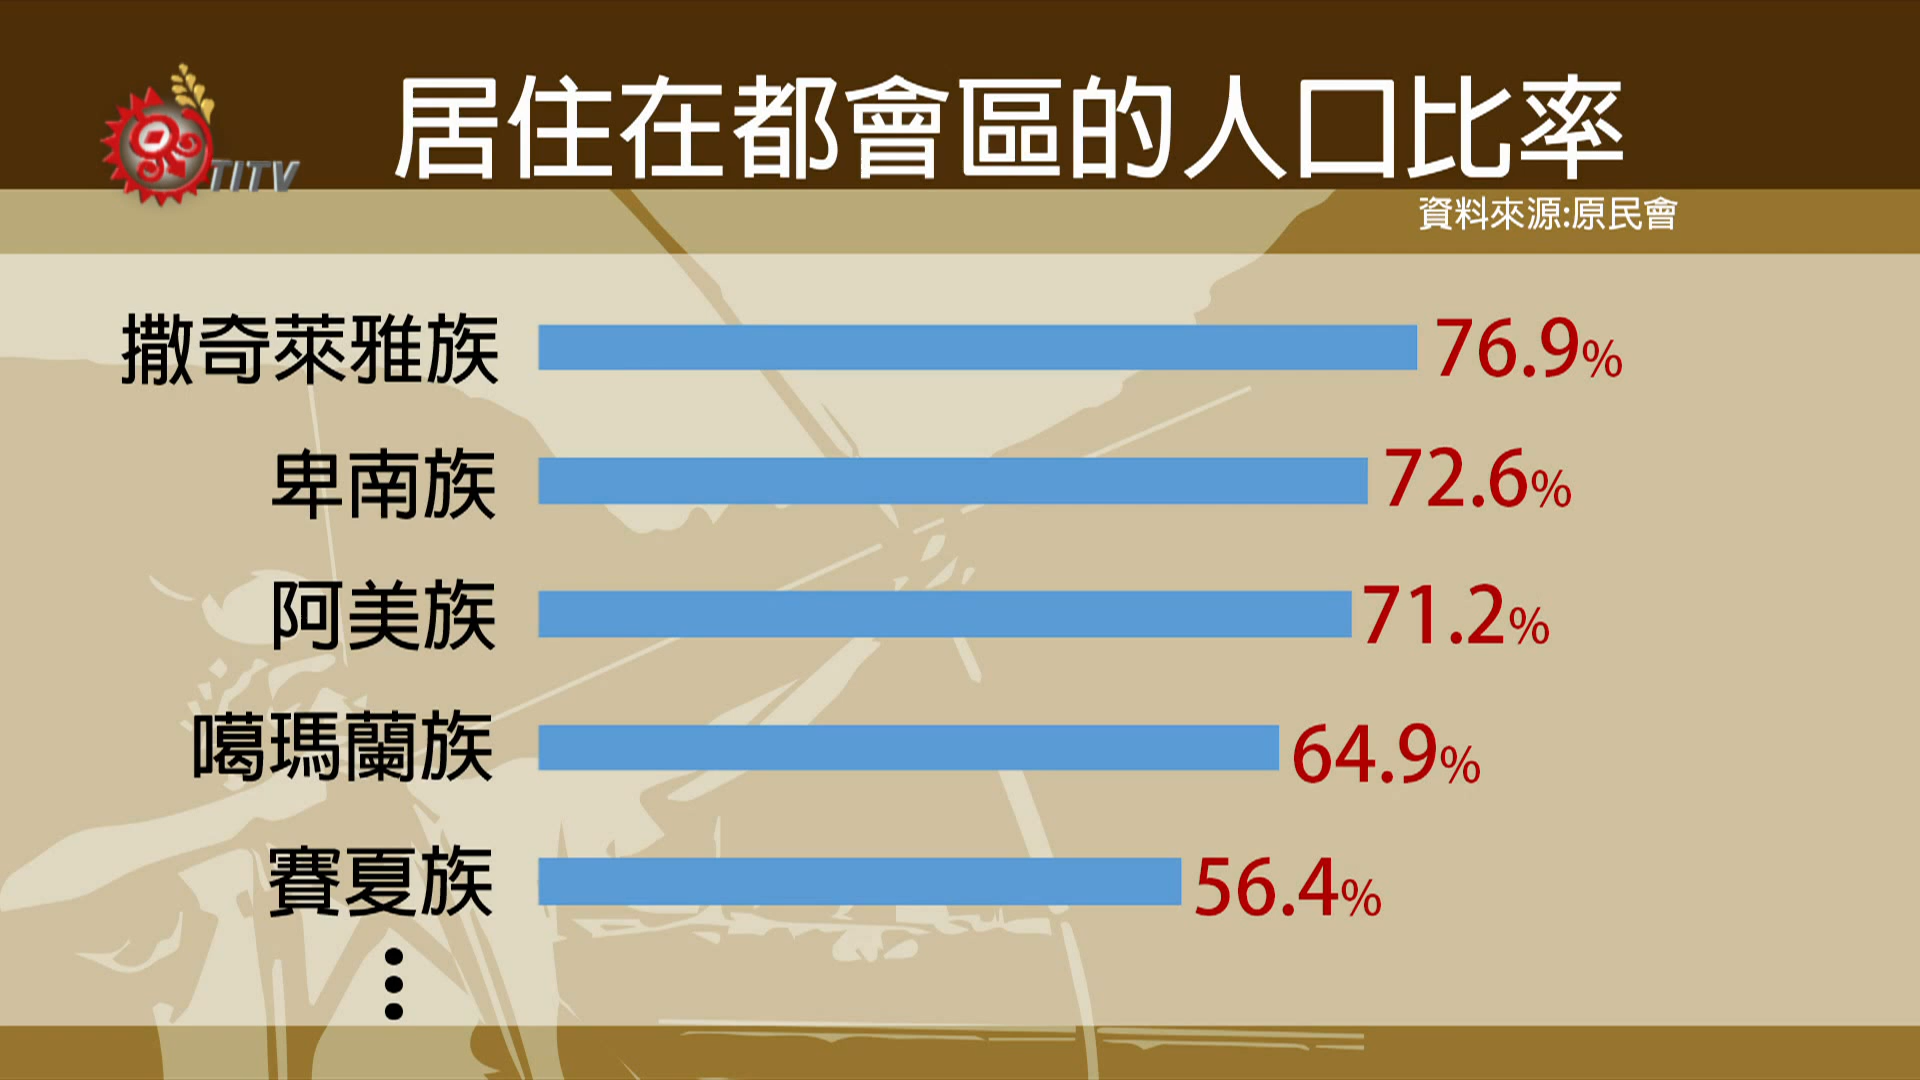 TITV
居住在都會區的人口比率
資料來源:原民會
撒奇萊雅族 76.9%
卑南族 72.6%
阿美族 71.2%
噶瑪蘭族 64.9%
賽夏族 56.4%